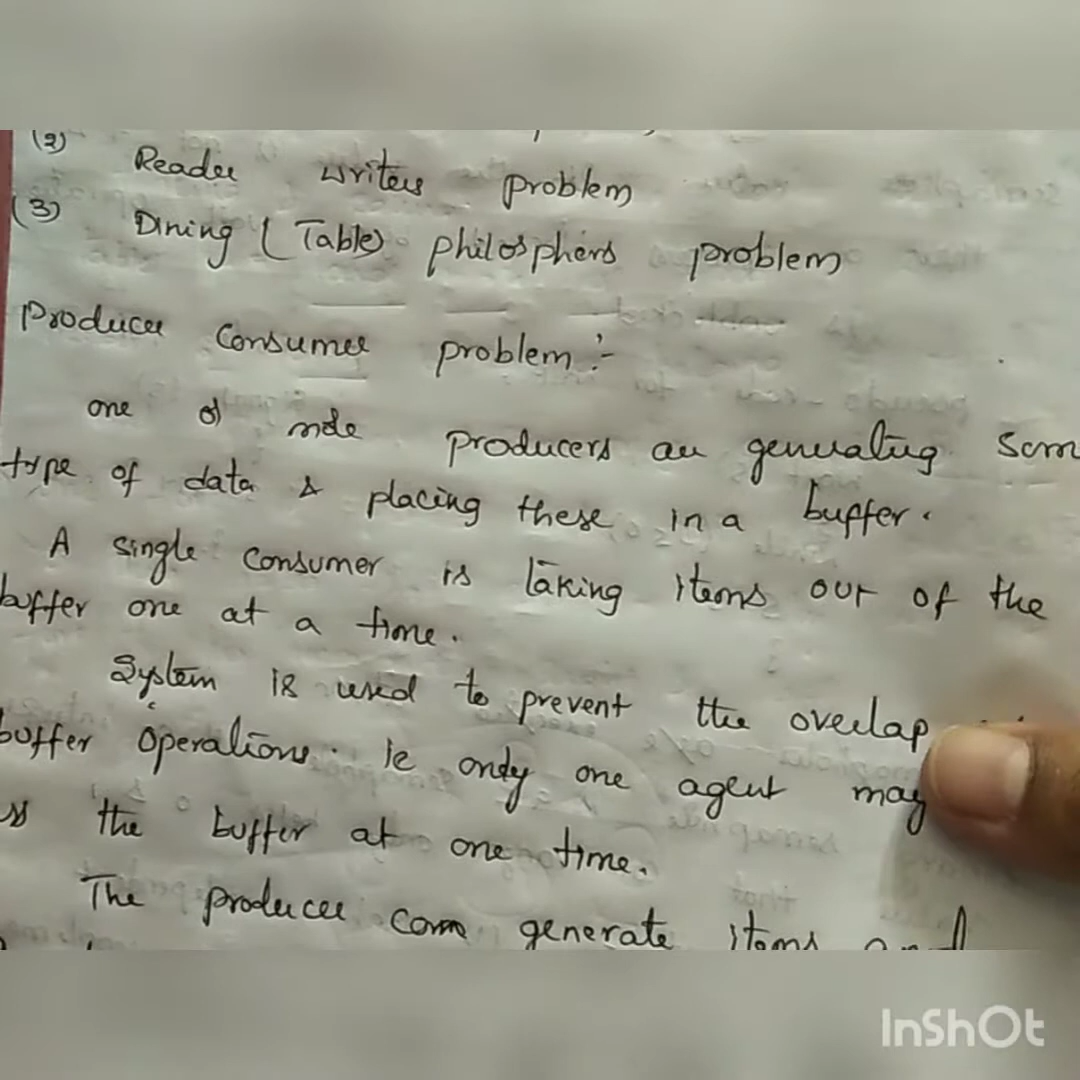 (2) Reader writers problem
(3) Dining (Table) philosphers problem
Producer Consumer problem :-
one or more producers are generating som
type of data & placing these in a buffer.
A single consumer is taking items out of the
buffer one at a time.
System is used to prevent the overlap
buffer operations. ie only one agent may
ss the buffer at one time.
The producer can generate items and
InShOt